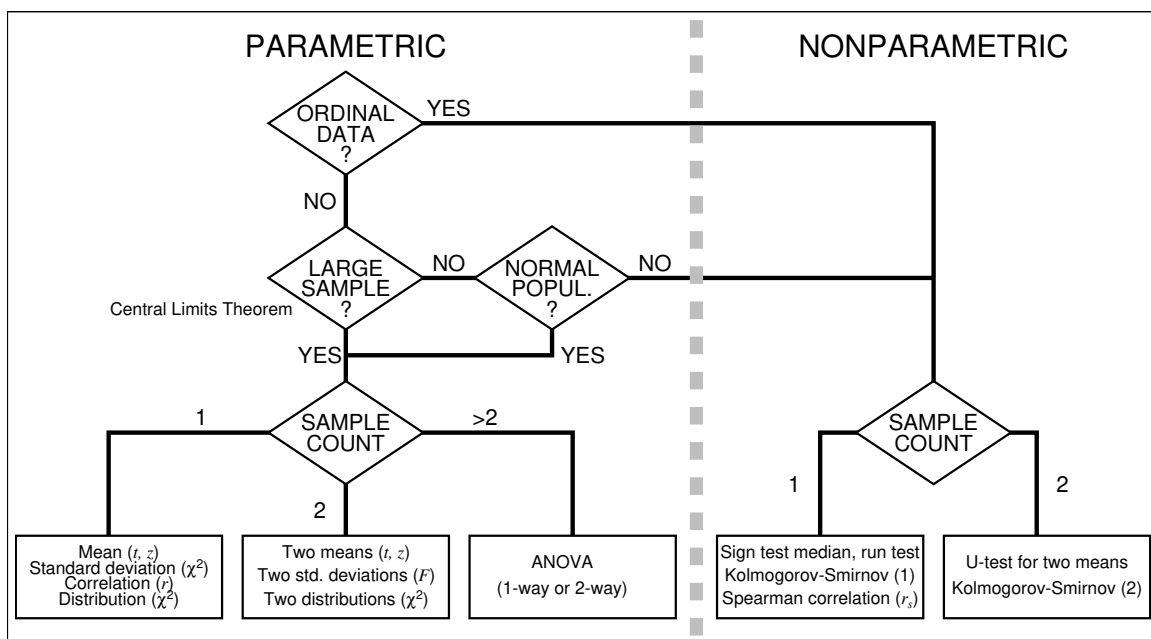 PARAMETRIC
NONPARAMETRIC
ORDINAL
DATA
?
YES
NO
LARGE
SAMPLE
?
NO
NORMAL
POPUL.
?
NO
Central Limits Theorem
YES
YES
SAMPLE
COUNT
1
>2
2
SAMPLE
COUNT
1
2
Mean (t, z)
Standard deviation (χ²)
Correlation (r)
Distribution (χ²)
Two means (t, z)
Two std. deviations (F)
Two distributions (χ²)
ANOVA
(1-way or 2-way)
Sign test median, run test
Kolmogorov-Smirnov (1)
Spearman correlation (rₛ)
U-test for two means
Kolmogorov-Smirnov (2)